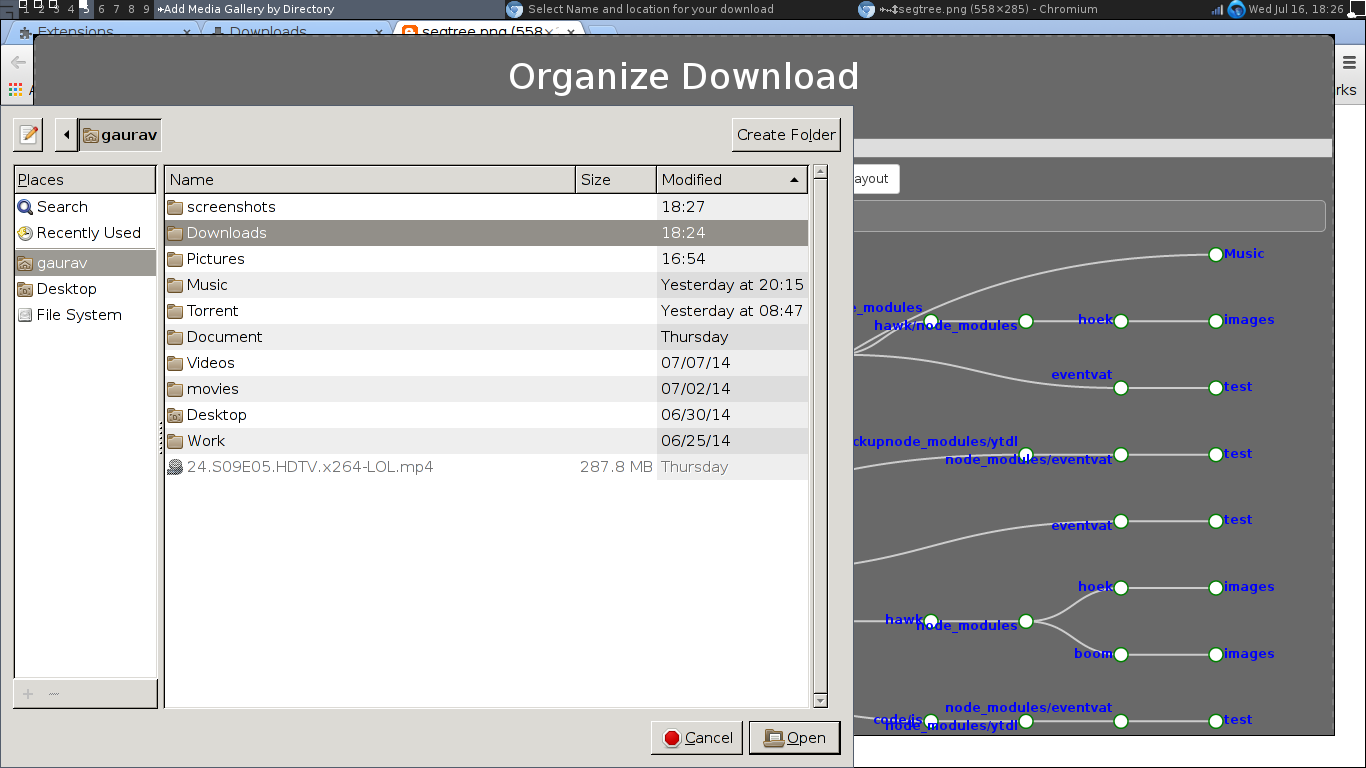 1 2 3 4 5 6 7 8 9 Add Media Gallery by Directory Select Name and location for your download segtree.png (558×285) - Chromium Wed Jul 16, 18:26
Extensions Downloads segtree.png (558×
Organize Download
rks
gaurav Create Folder
Places Name Size Modified
ayout
Search screenshots 18:27
Recently Used Downloads 18:24
gaurav Pictures 16:54
Desktop Music Yesterday at 20:15
File System Torrent Yesterday at 08:47
Document Thursday
Videos 07/07/14
movies 07/02/14
Desktop 06/30/14
Work 06/25/14
24.S09E05.HDTV.x264-LOL.mp4 287.8 MB Thursday
Cancel Open
Music
e_modules
hawk/node_modules hoek images
eventvat test
ckupnode_modules/ytdl
node_modules/eventvat test
eventvat test
hoek images
hawk node_modules
boom images
node_modules/eventvat
code/js node_modules/ytdl test